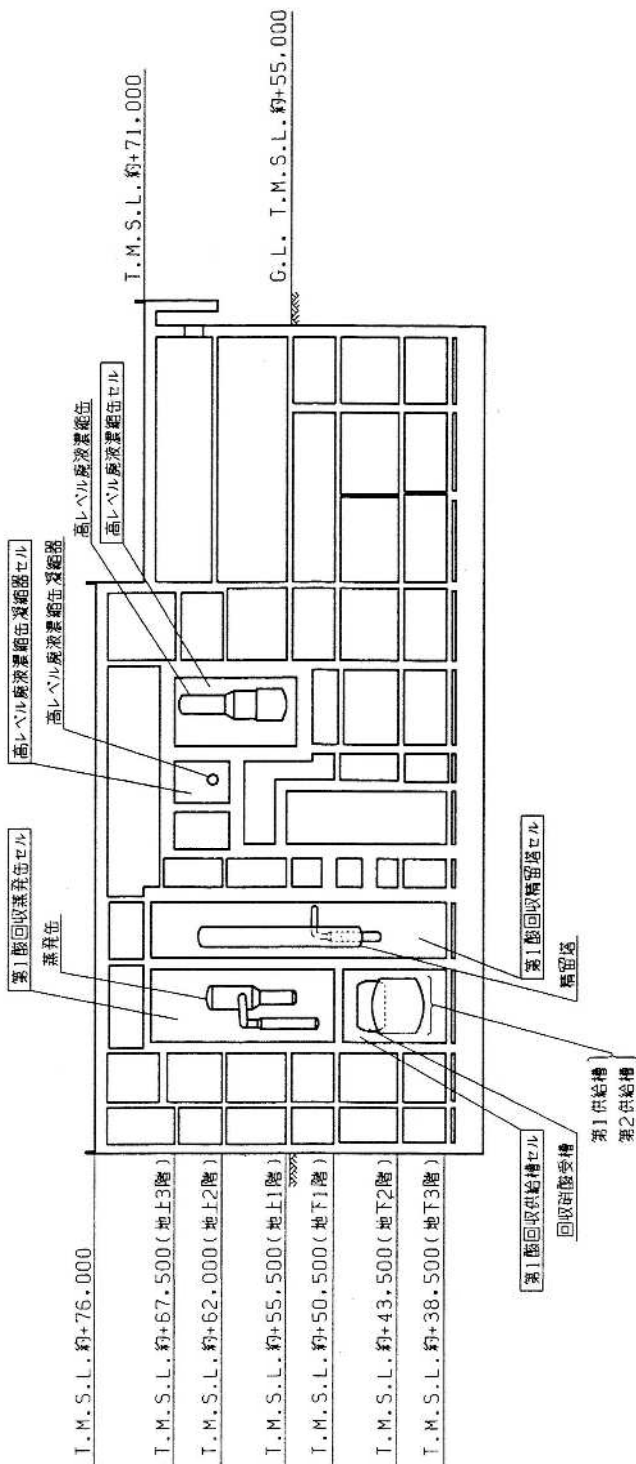 T.M.S.L.約+76.000
T.M.S.L.約+67.500(地上3階)
T.M.S.L.約+62.000(地上2階)
T.M.S.L.約+55.500(地上1階)
T.M.S.L.約+50.500(地下1階)
T.M.S.L.約+43.500(地下2階)
T.M.S.L.約+38.500(地下3階)
第1酸回収蒸発缶セル
蒸発缶
高レベル廃液濃縮缶凝縮器セル
高レベル廃液濃縮缶凝縮器
高レベル廃液濃縮缶
高レベル廃液濃縮缶セル
T.M.S.L.約+71.000
G.L. T.M.S.L.約+55.000
第1酸回収供給槽セル
回収硝酸受槽
第1供給槽
第2供給槽
第1酸回収精留塔セル
精留塔